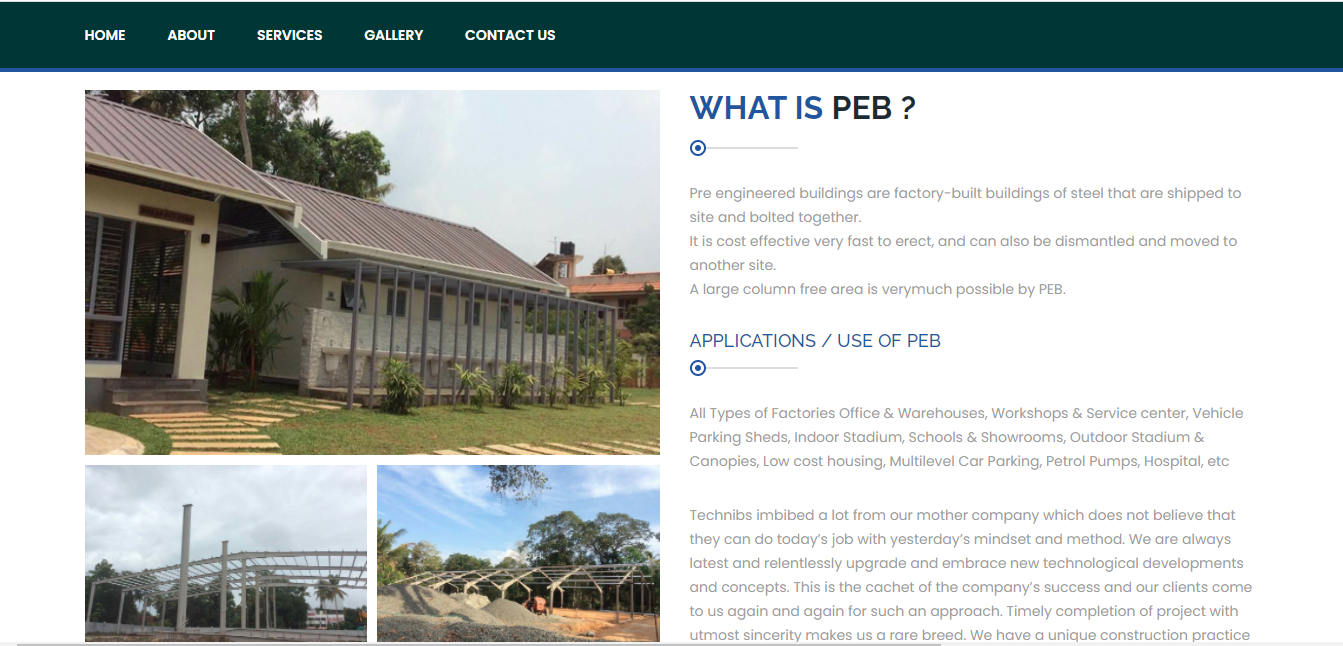 HOME ABOUT SERVICES GALLERY CONTACT US
WHAT IS PEB ?
Pre engineered buildings are factory-built buildings of steel that are shipped to
site and bolted together.
It is cost effective very fast to erect, and can also be dismantled and moved to
another site.
A large column free area is verymuch possible by PEB.
APPLICATIONS / USE OF PEB
All Types of Factories Office & Warehouses, Workshops & Service center, Vehicle
Parking Sheds, Indoor Stadium, Schools & Showrooms, Outdoor Stadium &
Canopies, Low cost housing, Multilevel Car Parking, Petrol Pumps, Hospital, etc
Technibs imbibed a lot from our mother company which does not believe that
they can do today’s job with yesterday’s mindset and method. We are always
latest and relentlessly upgrade and embrace new technological developments
and concepts. This is the cachet of the company’s success and our clients come
to us again and again for such an approach. Timely completion of project with
utmost sincerity makes us a rare breed. We have a unique construction practice